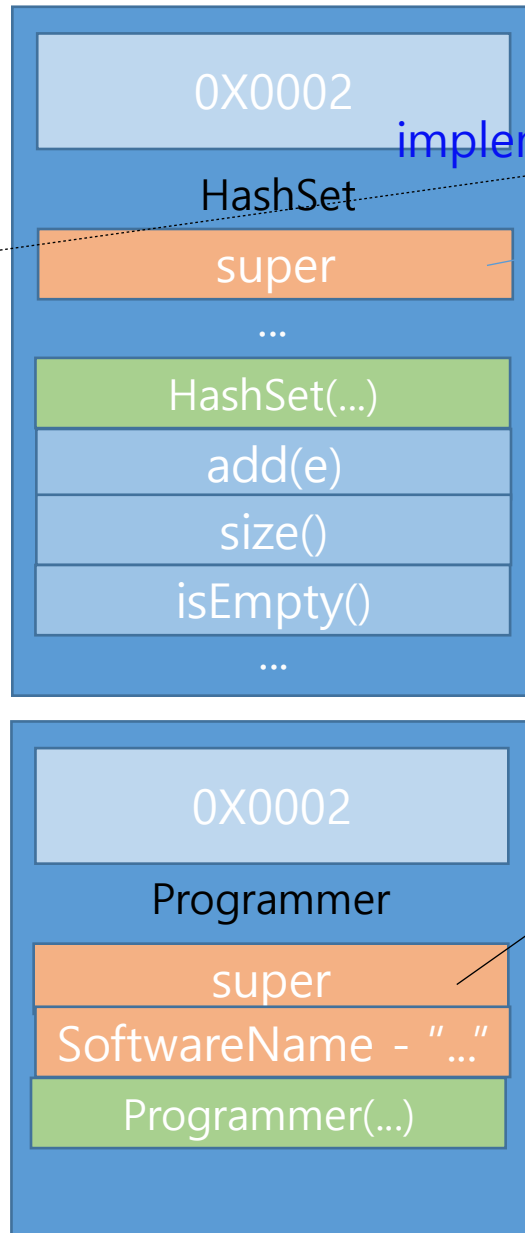 0X0002
HashSet
super
...
HashSet(...)
add(e)
size()
isEmpty()
...
0X0002
Programmer
super
SoftwareName - “...”
Programmer(...)